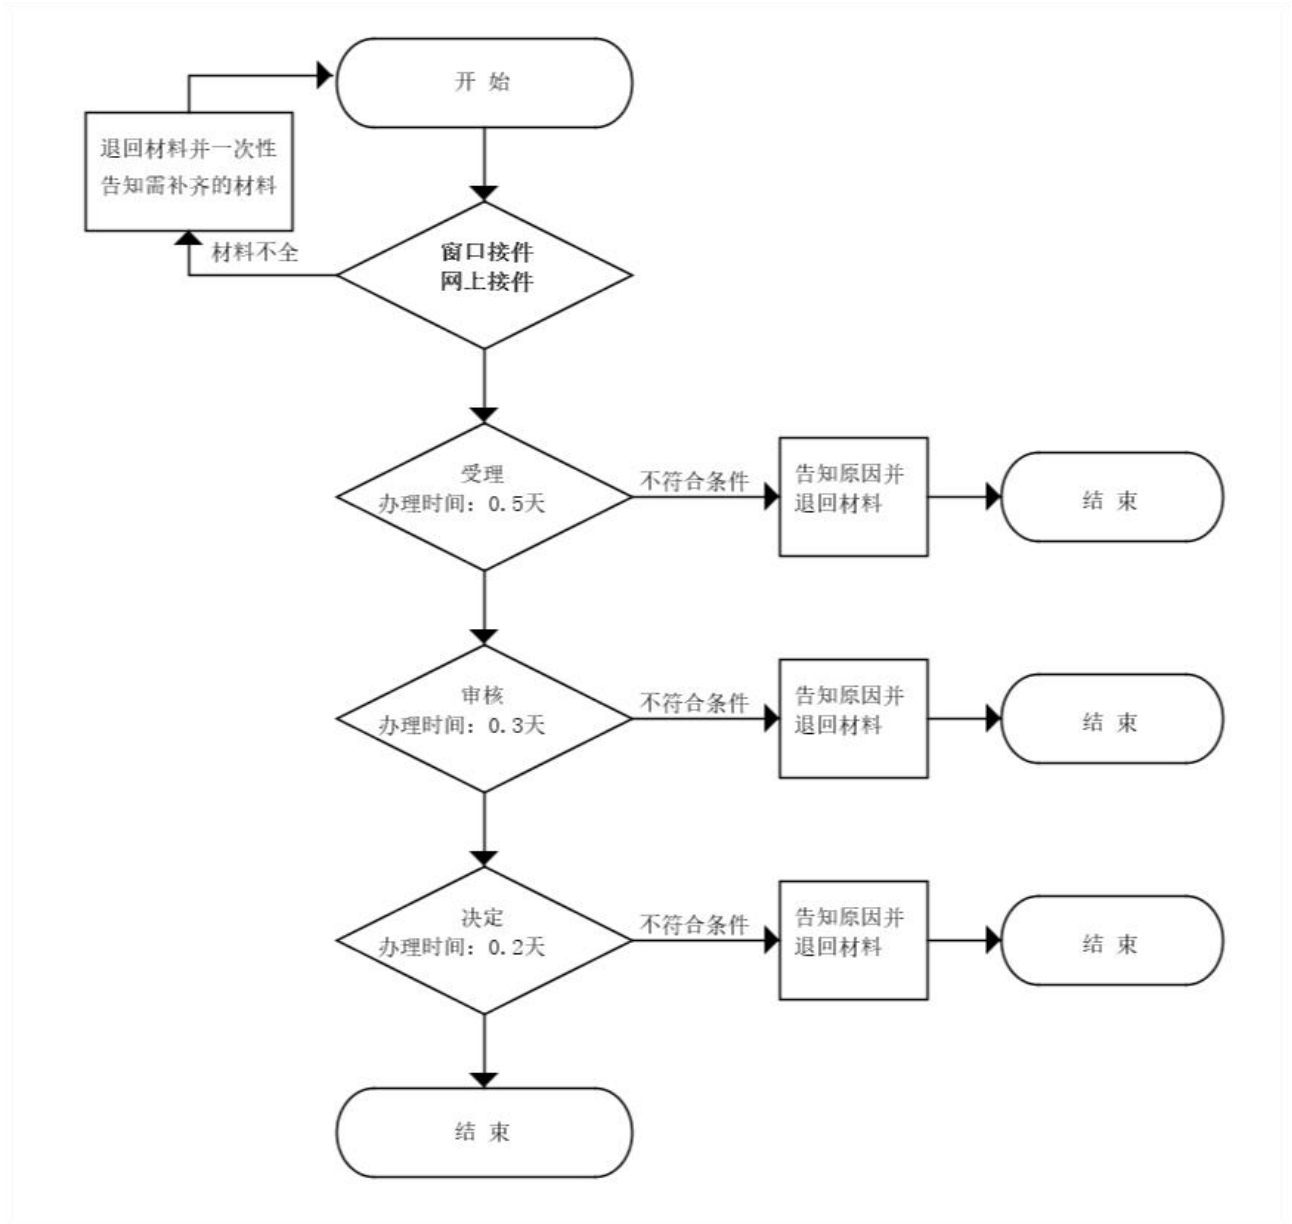 开 始
退回材料并一次性
告知需补齐的材料
材料不全
窗口接件
网上接件
受理
办理时间：0.5天
不符合条件
告知原因并
退回材料
结 束
审核
办理时间：0.3天
不符合条件
告知原因并
退回材料
结 束
决定
办理时间：0.2天
不符合条件
告知原因并
退回材料
结 束
结 束